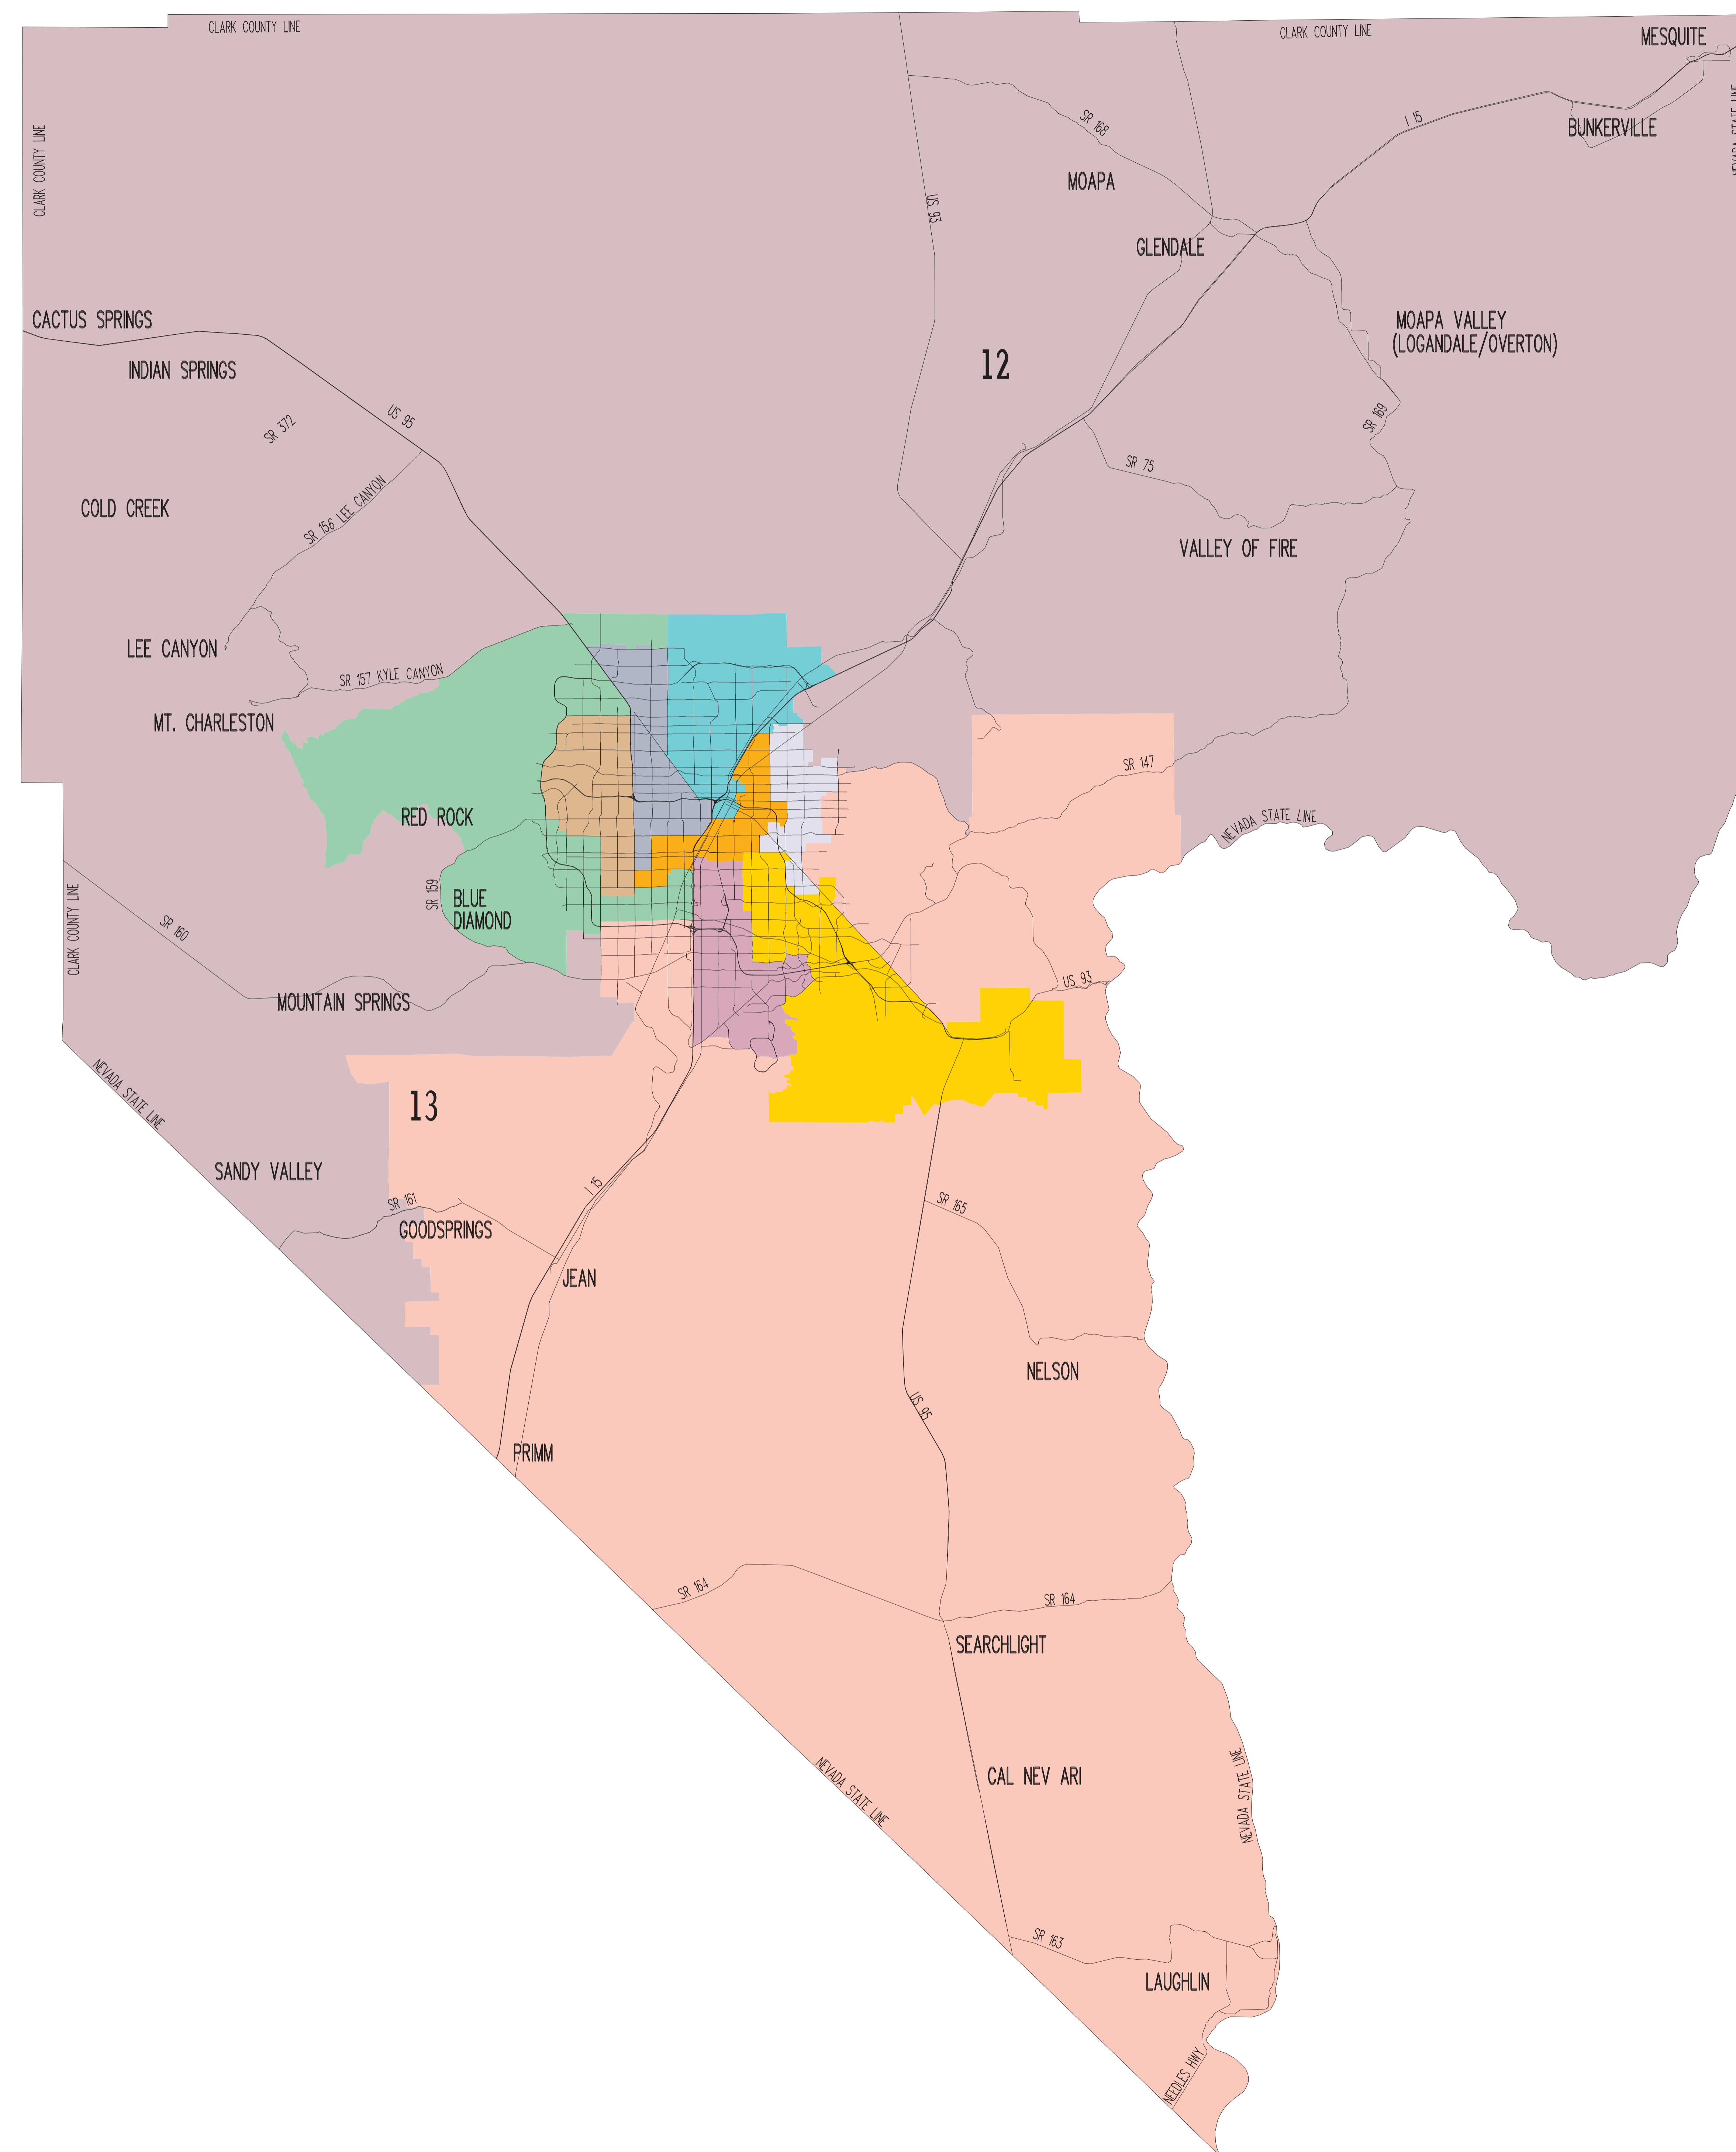 CLARK COUNTY LINE
CLARK COUNTY LINE
MESQUITE
NEVADA STATE LINE
CLARK COUNTY LINE
SR 168
I 15
BUNKERVILLE
MOAPA
US 93
GLENDALE
CACTUS SPRINGS
MOAPA VALLEY
(LOGANDALE/OVERTON)
INDIAN SPRINGS
12
SR 372
US 95
SR 169
SR 75
COLD CREEK
SR 156 LEE CANYON
VALLEY OF FIRE
LEE CANYON
SR 157 KYLE CANYON
MT. CHARLESTON
SR 147
RED ROCK
NEVADA STATE LINE
SR 159
BLUE
DIAMOND
CLARK COUNTY LINE
SR 160
US 93
MOUNTAIN SPRINGS
NEVADA STATE LINE
13
SANDY VALLEY
SR 161
I 15
SR 165
GOODSPRINGS
JEAN
NELSON
US 95
PRIMM
SR 164
SR 164
SEARCHLIGHT
CAL NEV ARI
NEVADA STATE LINE
NEVADA STATE LINE
SR 163
LAUGHLIN
NEEDLES HWY